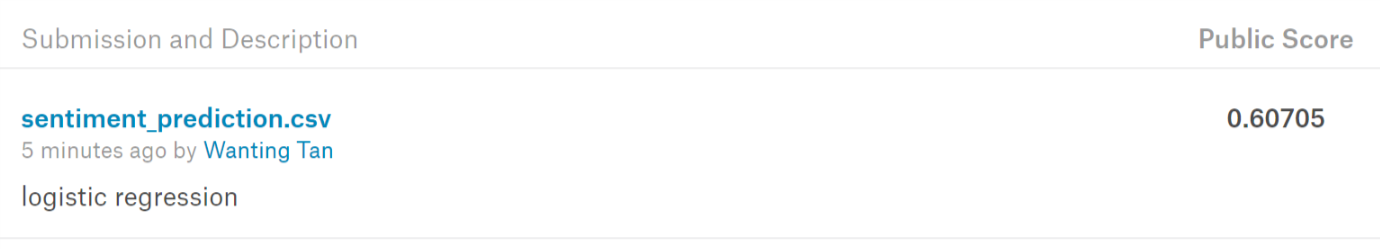 Submission and Description Public Score
sentiment_prediction.csv 0.60705
5 minutes ago by Wanting Tan
logistic regression